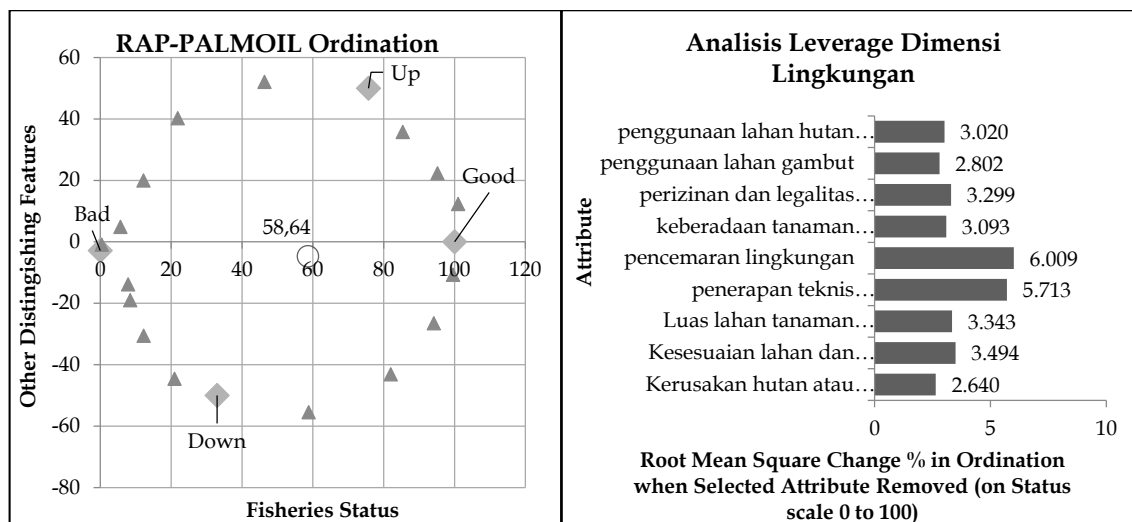 RAP-PALMOIL Ordination
60
40
20
0
-20
-40
-60
-80
0
20
40
60
80
100
120
Up
Good
Bad
58,64
Down
Other Distingishing Features
Fisheries Status
Analisis Leverage Dimensi
Lingkungan
Attribute
penggunaan lahan hutan… 3.020
penggunaan lahan gambut 2.802
perizinan dan legalitas… 3.299
keberadaan tanaman… 3.093
pencemaran lingkungan 6.009
penerapan teknis… 5.713
Luas lahan tanaman… 3.343
Kesesuaian lahan dan… 3.494
Kerusakan hutan atau… 2.640
0 5 10
Root Mean Square Change % in Ordination
when Selected Attribute Removed (on Status
scale 0 to 100)